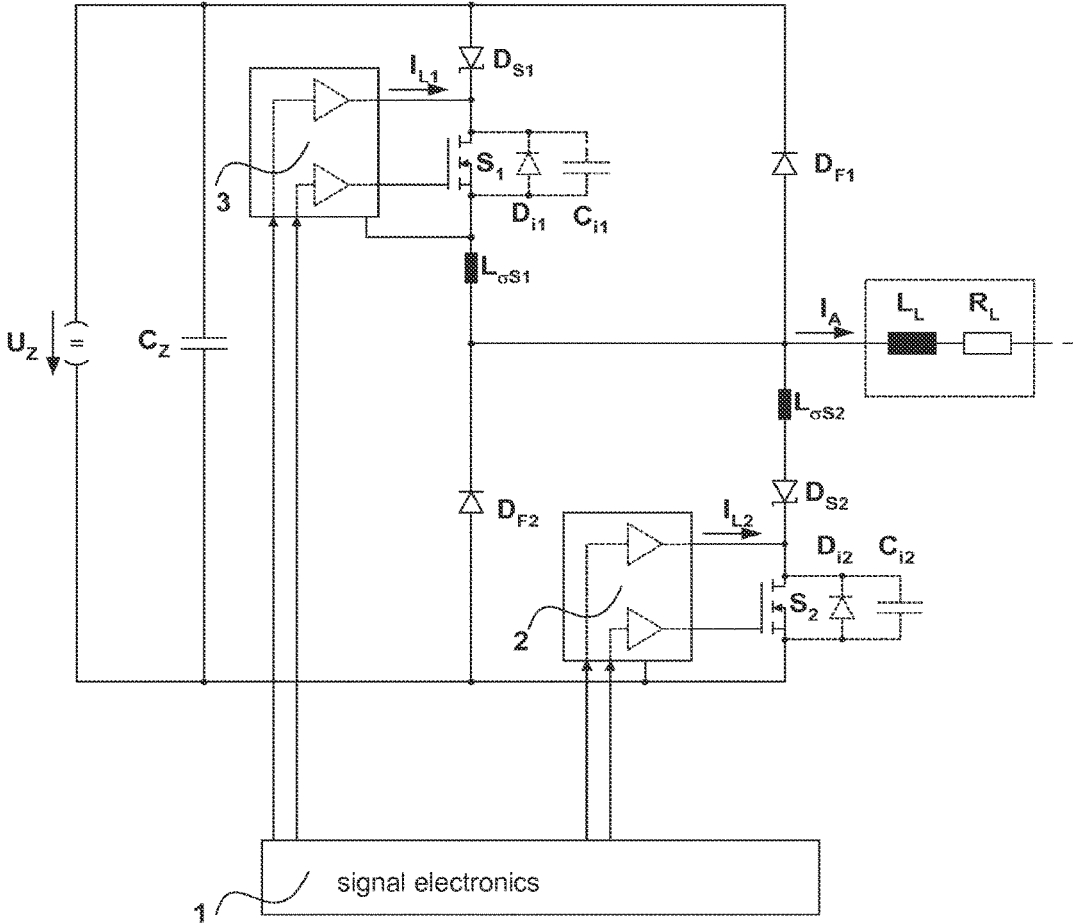 D_S1
I_L1
S_1
D_F1
3
D_i1
C_i1
L_σS1
U_Z
=
C_Z
I_A
L_L
R_L
L_σS2
D_S2
D_F2
I_L2
D_i2
C_i2
S_2
2
signal electronics
1